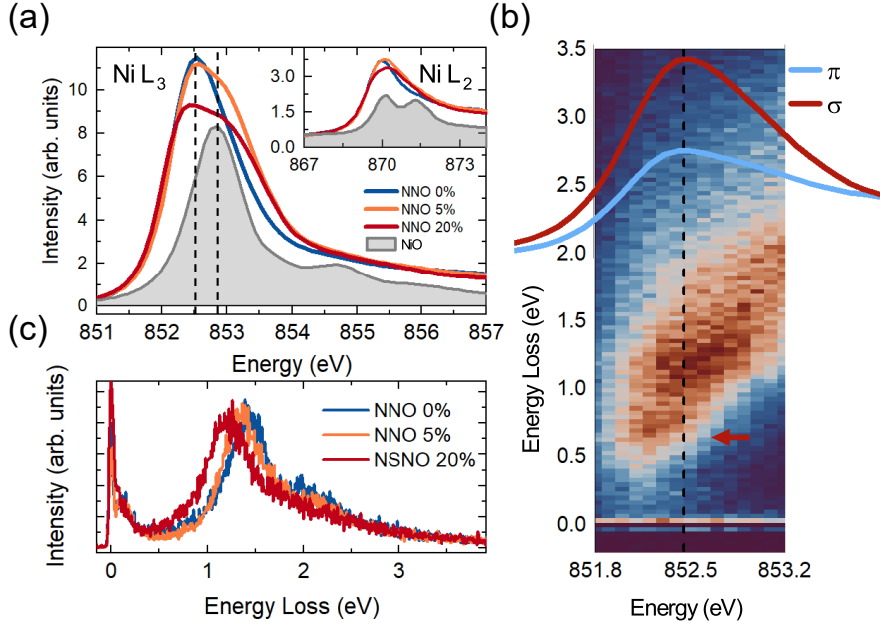 (a)
Intensity (arb. units)
10
8
6
4
2
0
Ni L3
Ni L2
3.0
1.5
0.0
867 870 873
NNO 0%
NNO 5%
NNO 20%
NiO
851 852 853 854 855 856 857
Energy (eV)
(c)
Intensity (arb. units)
NNO 0%
NNO 5%
NSNO 20%
0 1 2 3
Energy Loss (eV)
(b)
Energy Loss (eV)
3.5
3.0
2.5
2.0
1.5
1.0
0.5
0.0
π
σ
851.8 852.5 853.2
Energy (eV)